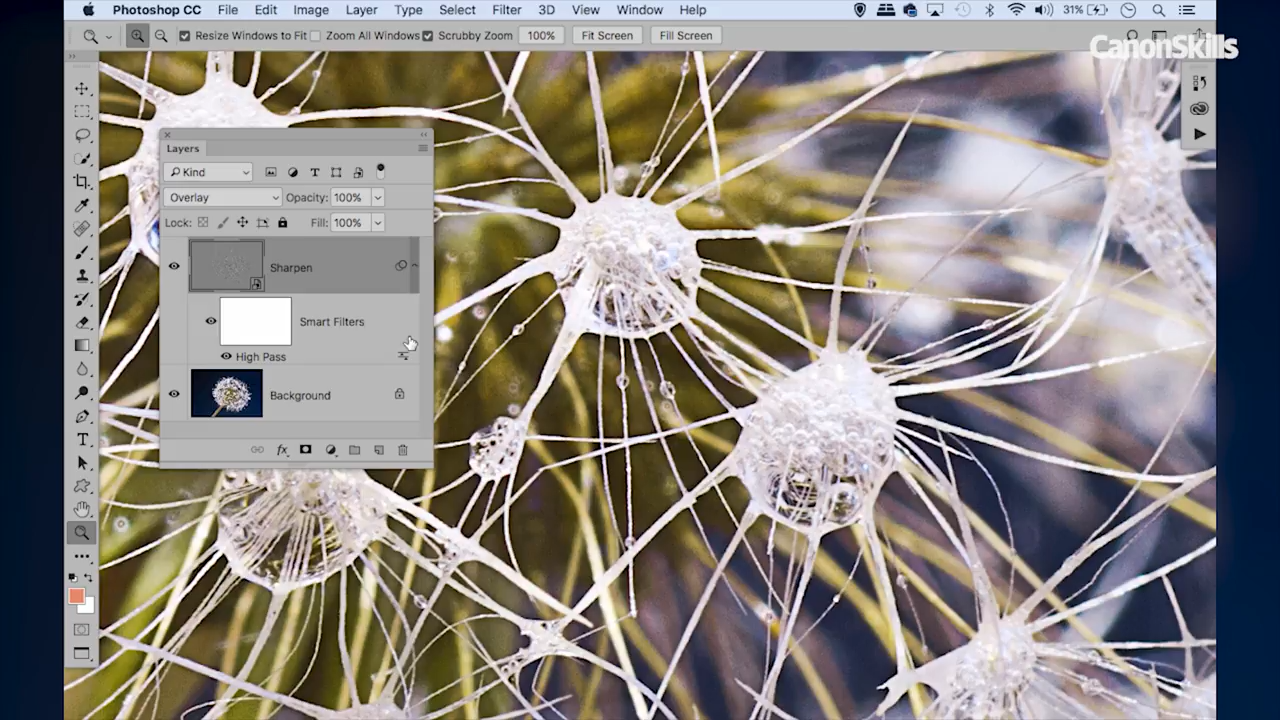 Photoshop CC File Edit Image Layer Type Select Filter 3D View Window Help 31%
Resize Windows to Fit Zoom All Windows Scrubby Zoom 100% Fit Screen Fill Screen
CanonSkills
Layers
Kind
Overlay Opacity: 100%
Lock: Fill: 100%
Sharpen
Smart Filters
High Pass
Background
fx